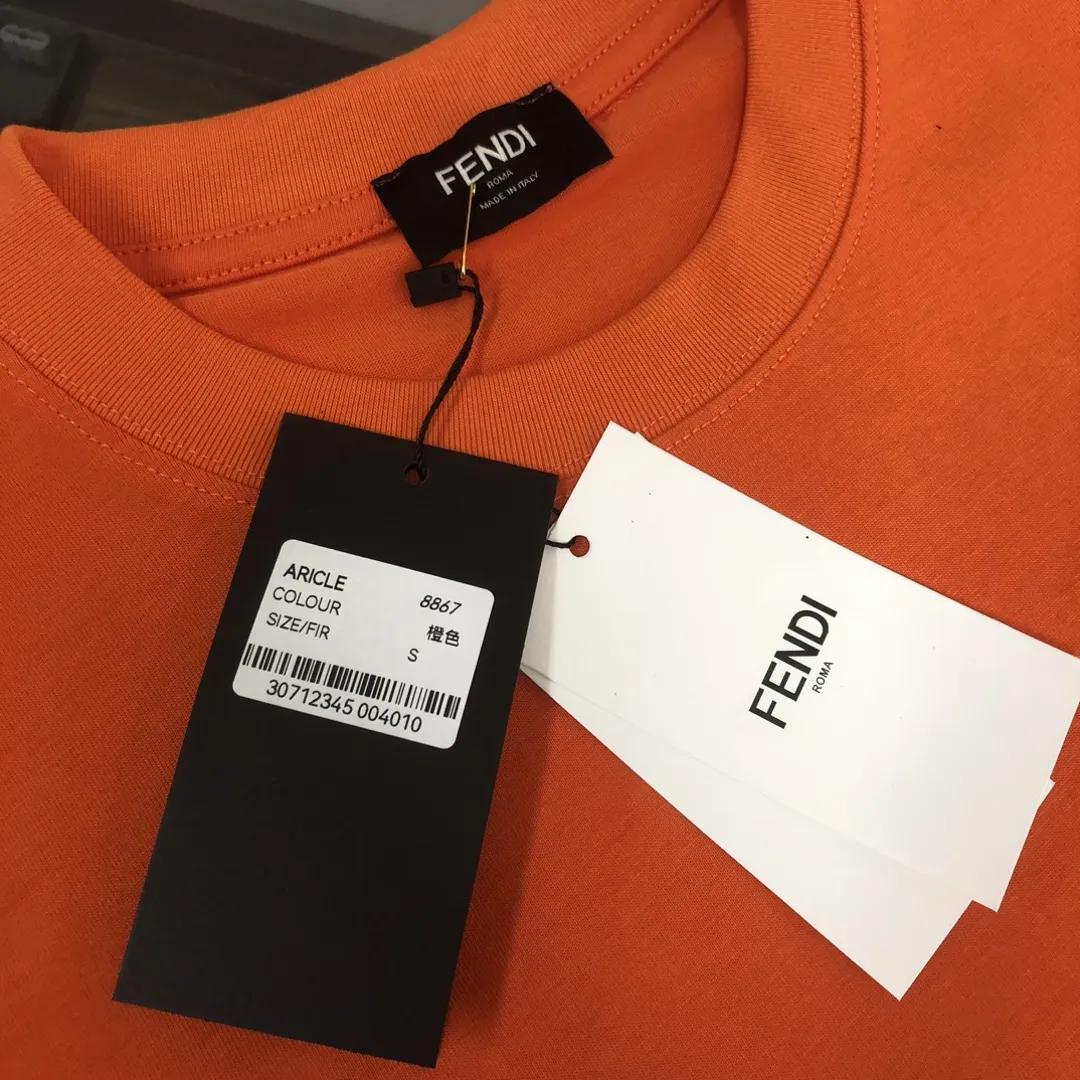 FENDI
ROMA
MADE IN ITALY
ARICLE 8867
COLOUR 橙色
SIZE/FIR S
30712345 004010
FENDI
ROMA